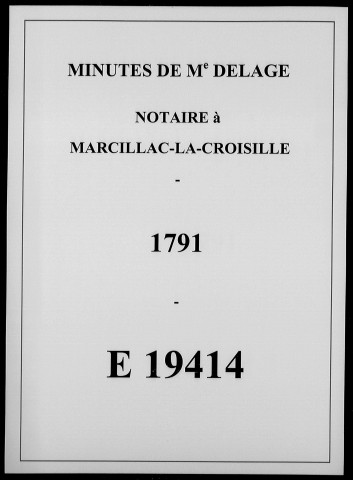 MINUTES DE Me DELAGE
NOTAIRE à
MARCILLAC-LA-CROISILLE
-
1791
-
E 19414